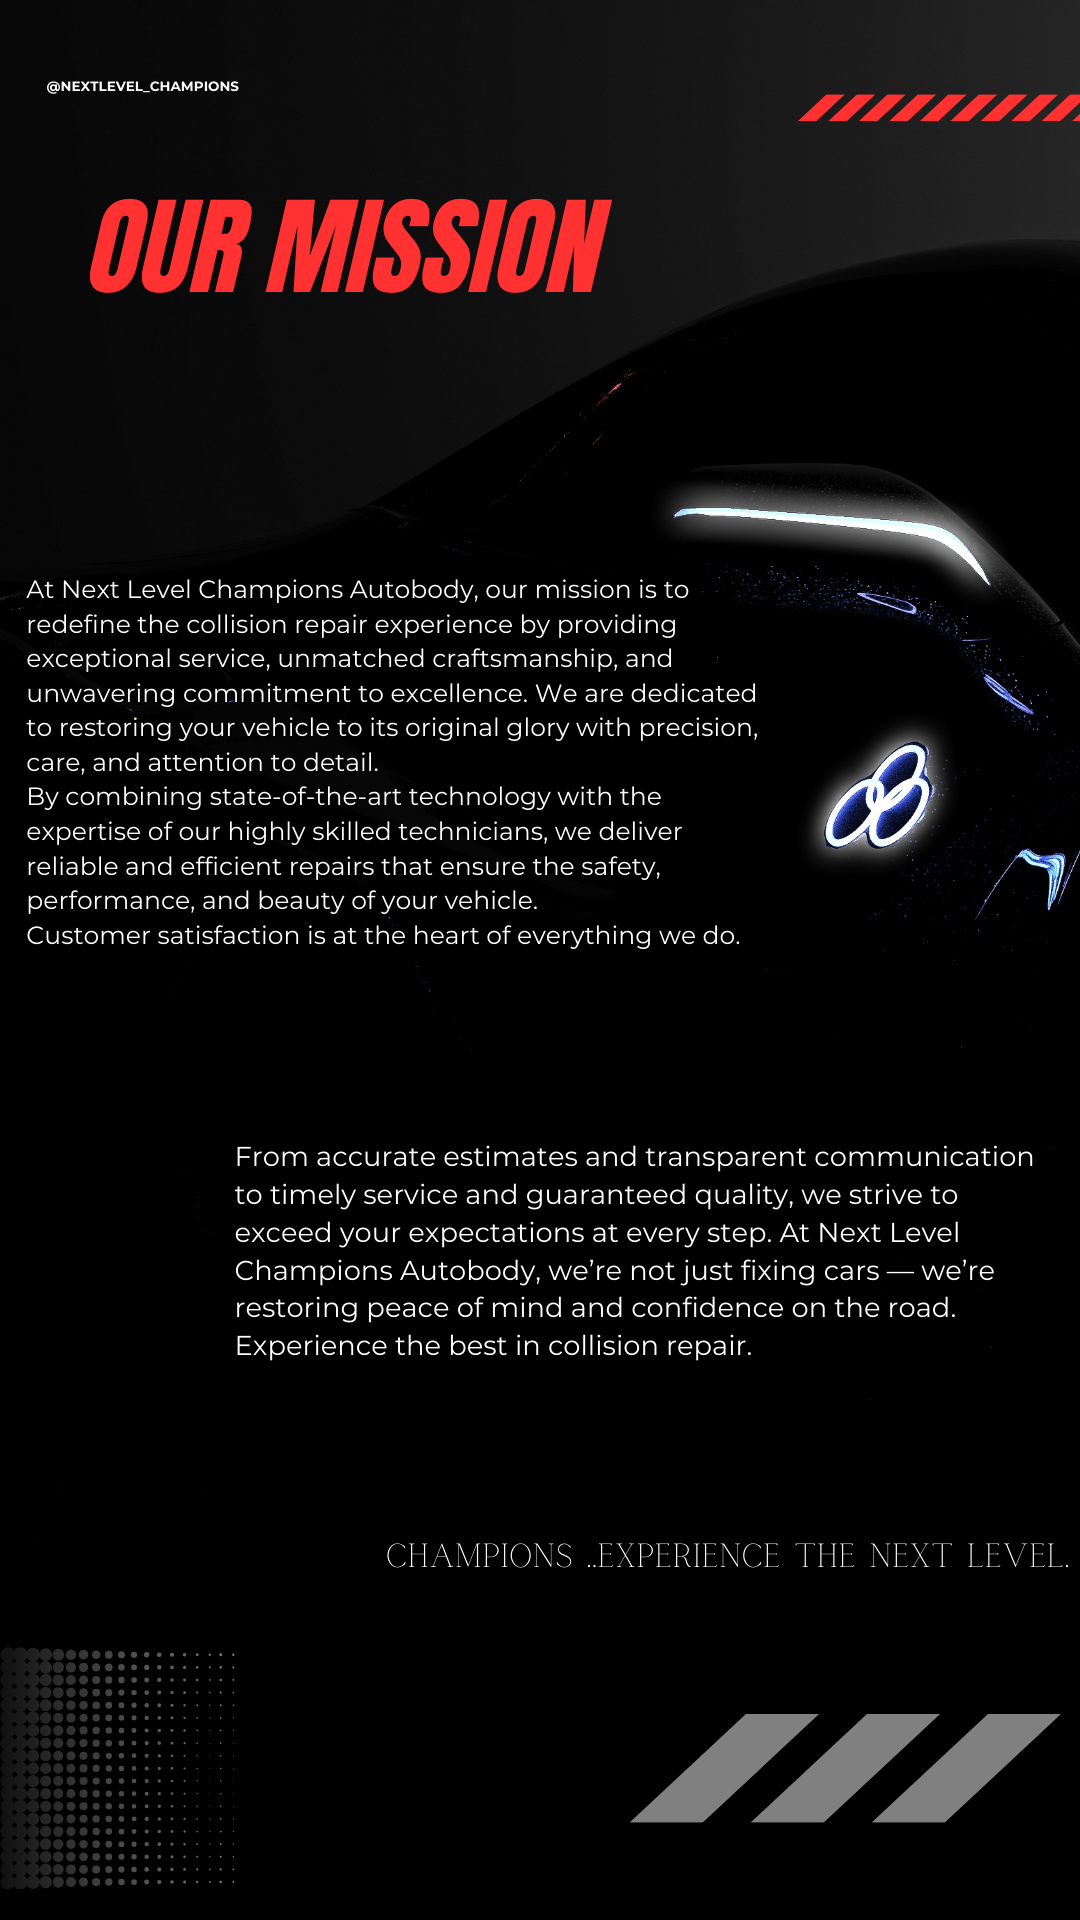 @NEXTLEVEL_CHAMPIONS
OUR MISSION
At Next Level Champions Autobody, our mission is to
redefine the collision repair experience by providing
exceptional service, unmatched craftsmanship, and
unwavering commitment to excellence. We are dedicated
to restoring your vehicle to its original glory with precision,
care, and attention to detail.
By combining state-of-the-art technology with the
expertise of our highly skilled technicians, we deliver
reliable and efficient repairs that ensure the safety,
performance, and beauty of your vehicle.
Customer satisfaction is at the heart of everything we do.
From accurate estimates and transparent communication
to timely service and guaranteed quality, we strive to
exceed your expectations at every step. At Next Level
Champions Autobody, we’re not just fixing cars — we’re
restoring peace of mind and confidence on the road.
Experience the best in collision repair.
CHAMPIONS ..EXPERIENCE THE NEXT LEVEL.